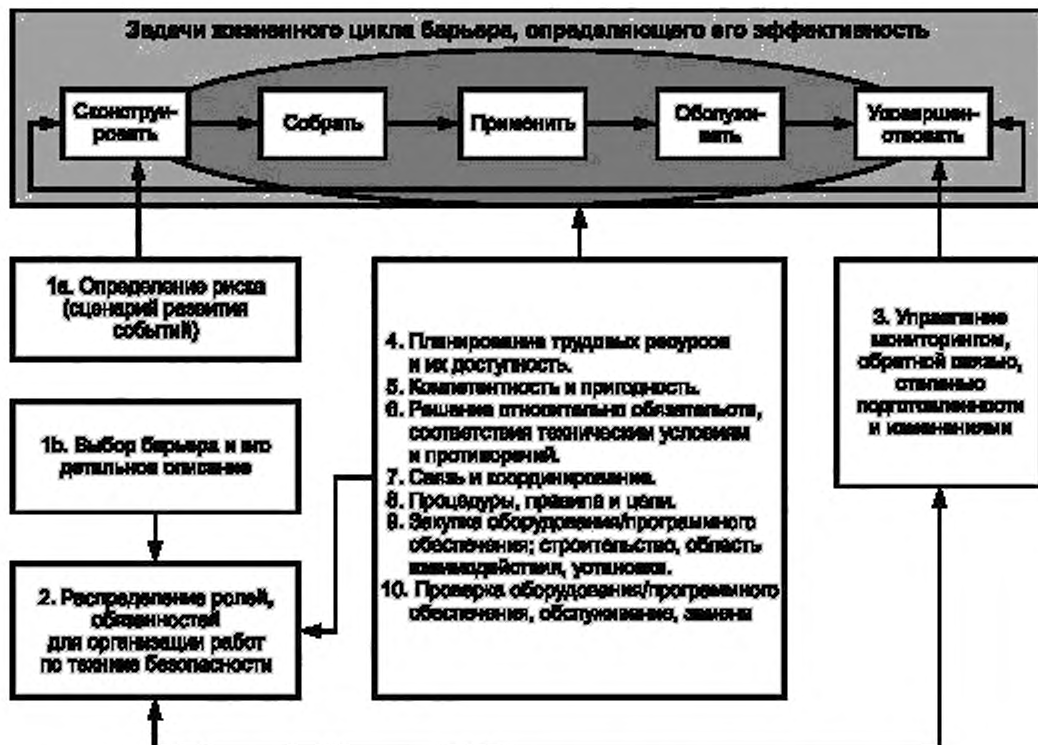 Задачи жизненного цикла барьера, определяющего его эффективность
Сконструи-
ровать
Собрать
Применить
Обслужи-
вать
Усовершен-
ствовать
1a. Определение риска
(сценарий развития
событий)
1b. Выбор барьера и его
детальное описание
2. Распределение ролей,
обязанностей
для организации работ
по технике безопасности
4. Планирование трудовых ресурсов
и их доступность.
5. Компетентность и пригодность.
6. Решение относительно обязательств,
соответствия техническим условиям
и противоречий.
7. Связь и координирование.
8. Процедуры, правила и цели.
9. Закупка оборудования/программного
обеспечения; строительство, область
взаимодействия, установка.
10. Проверка оборудования/программного
обеспечения, обслуживание, замена
3. Управление
мониторингом,
обратной связью,
степенью
подготовленности
и изменениями